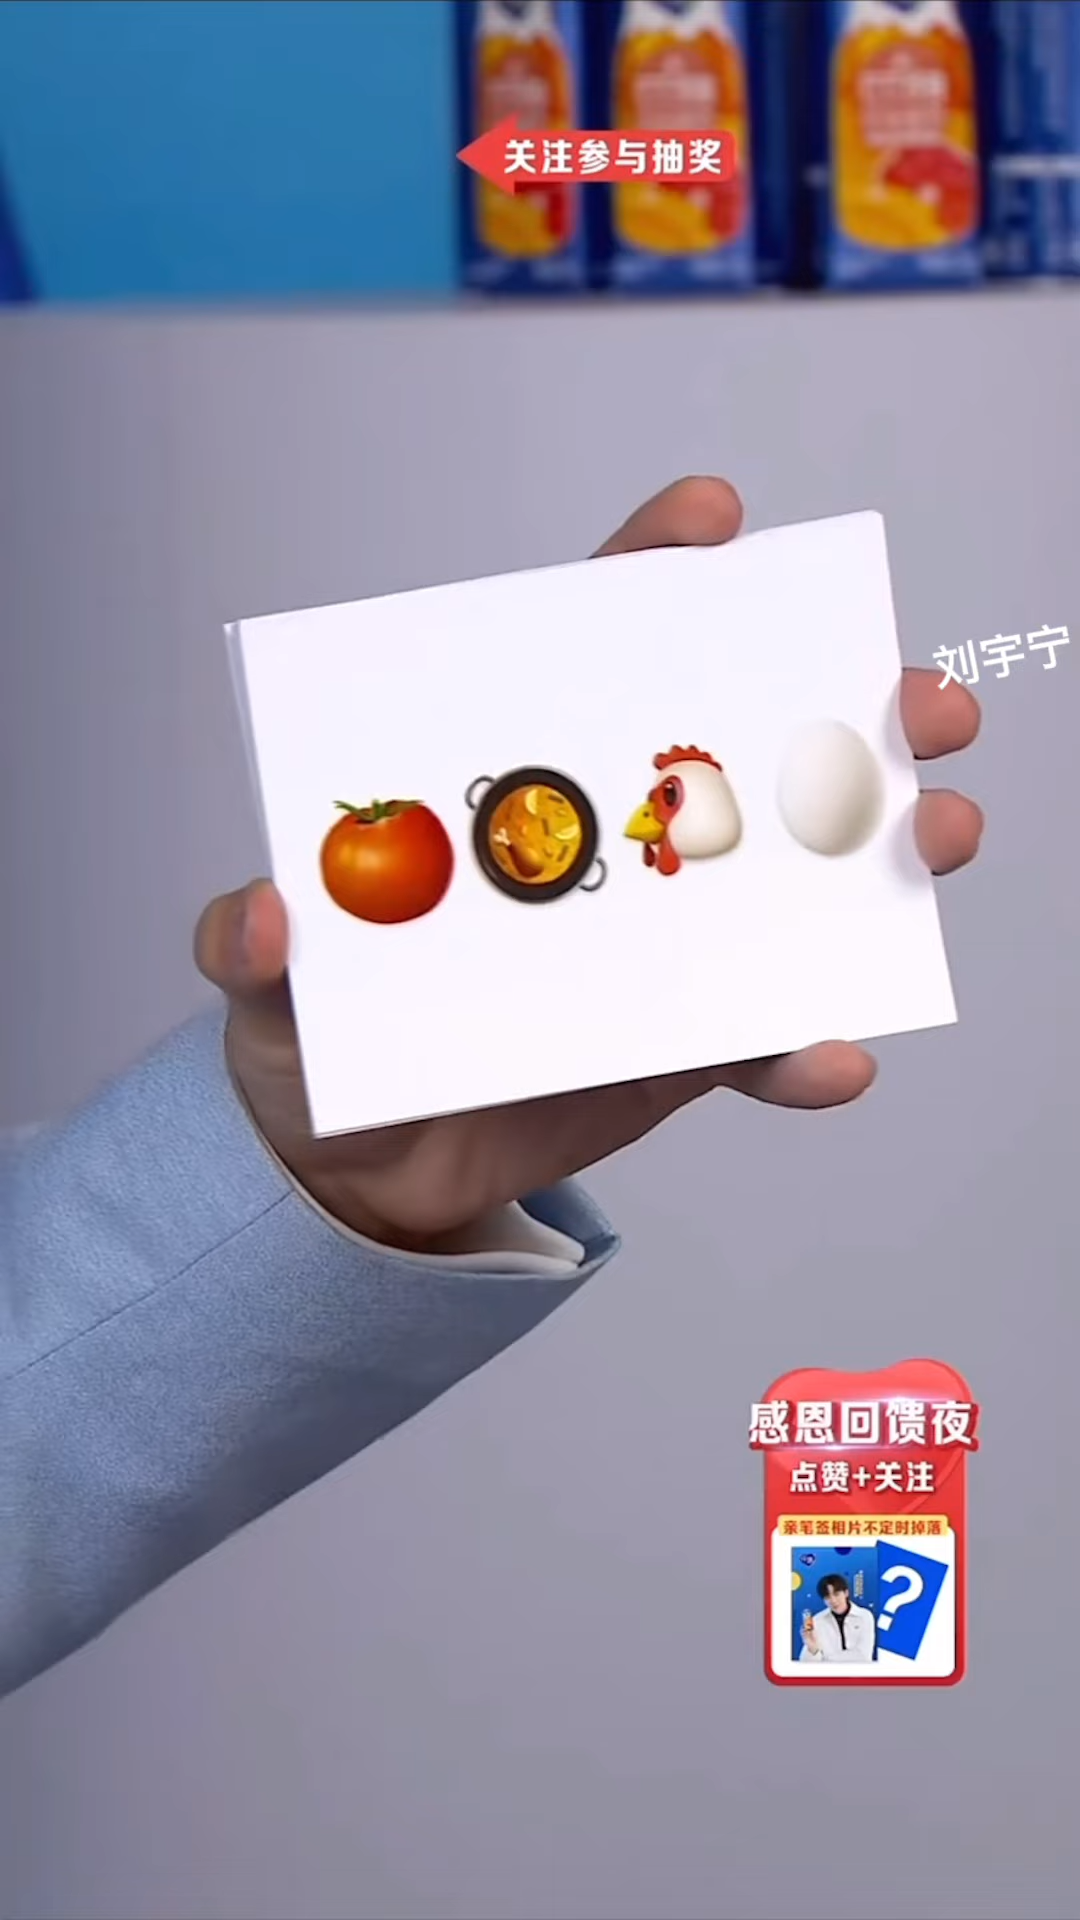 关注参与抽奖
刘宇宁
感恩回馈夜
点赞+关注
亲笔签相片不定时掉落
?